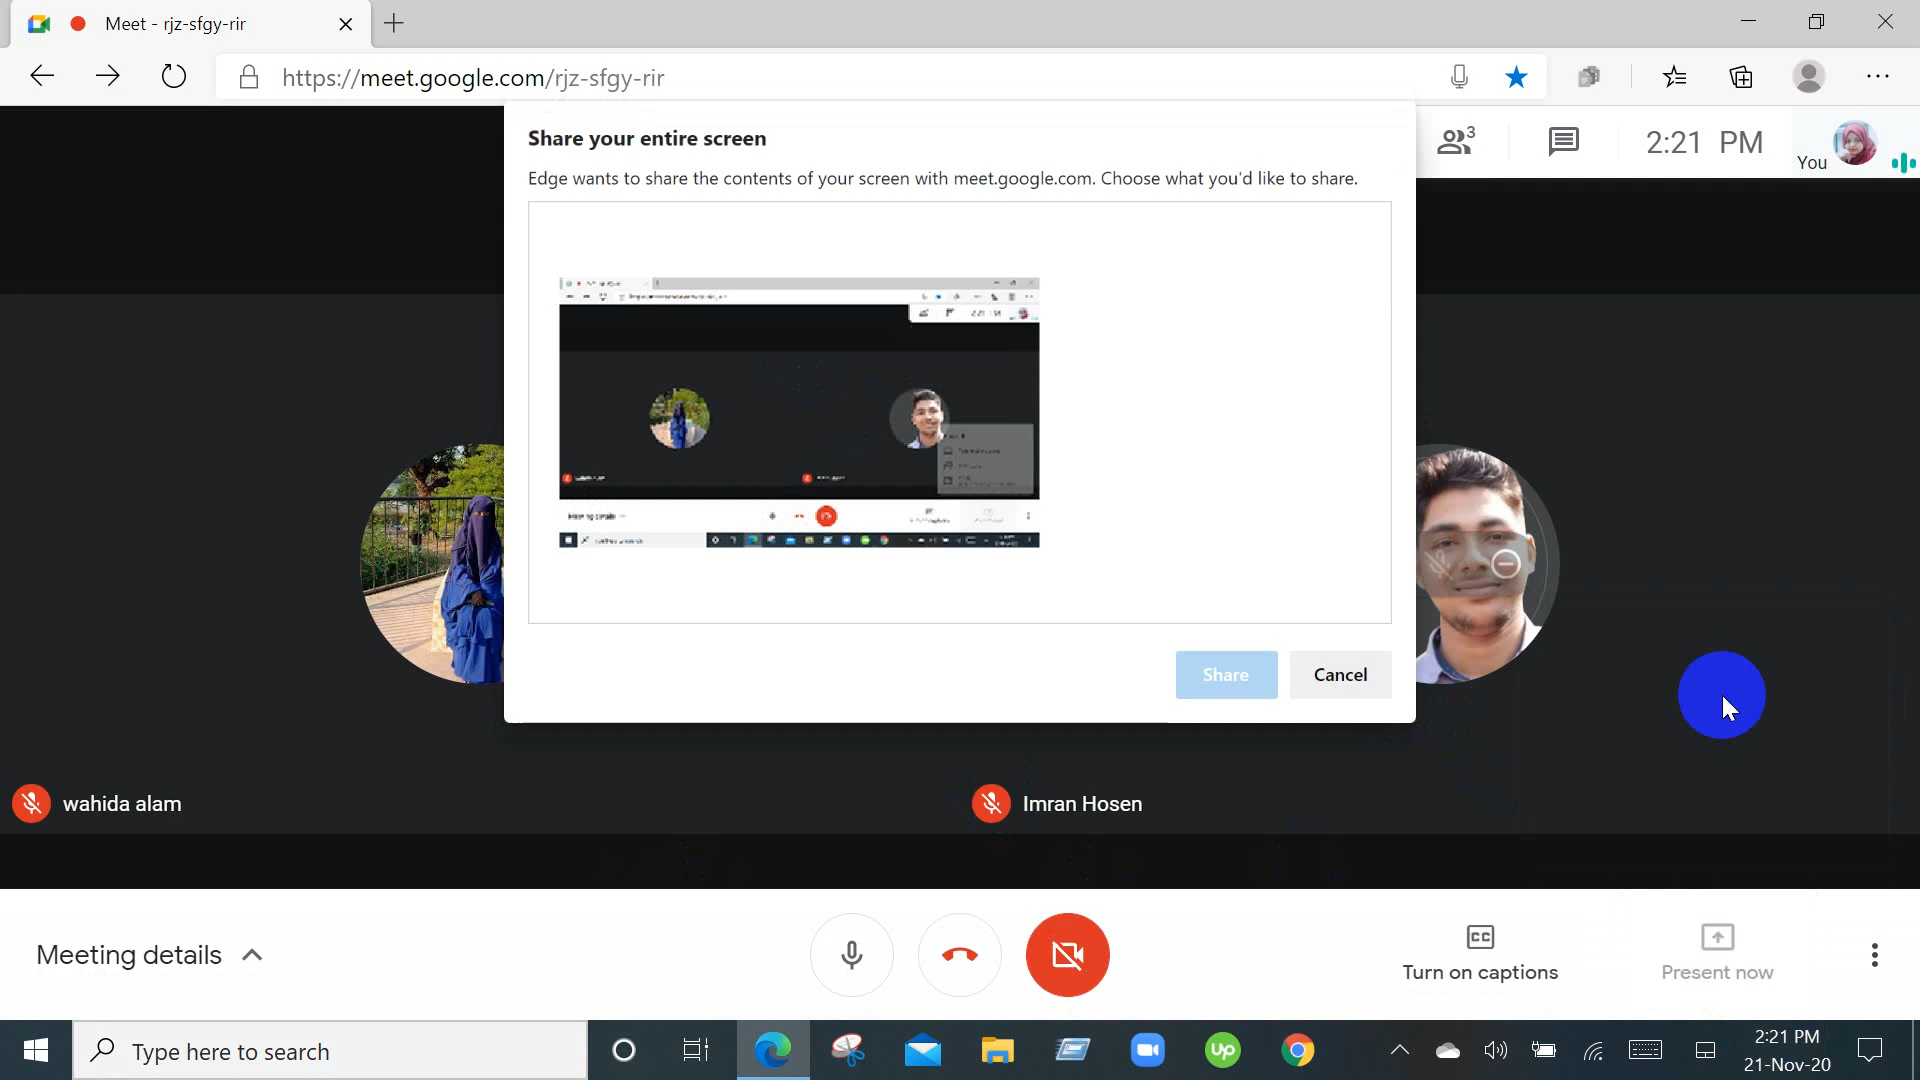 Meet - rjz-sfgy-rir
https://meet.google.com/rjz-sfgy-rir
Share your entire screen
Edge wants to share the contents of your screen with meet.google.com. Choose what you'd like to share.
3
2:21 PM
You
Share
Cancel
wahida alam
Imran Hosen
Meeting details
CC
Turn on captions
Present now
Type here to search
up
2:21 PM
21-Nov-20